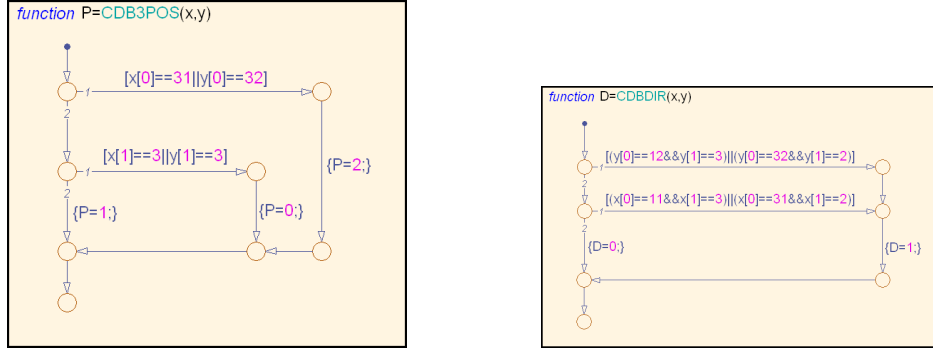 function P=CDB3POS(x,y)
[x[0]==31||y[0]==32]
1
2
[x[1]==3||y[1]==3]
1
{P=2;}
2
{P=1;}
{P=0;}
function D=CDBDIR(x,y)
[(y[0]==12&&y[1]==3)||(y[0]==32&&y[1]==2)]
1
2
[(x[0]==11&&x[1]==3)||(x[0]==31&&x[1]==2)]
1
2
{D=0;}
{D=1;}